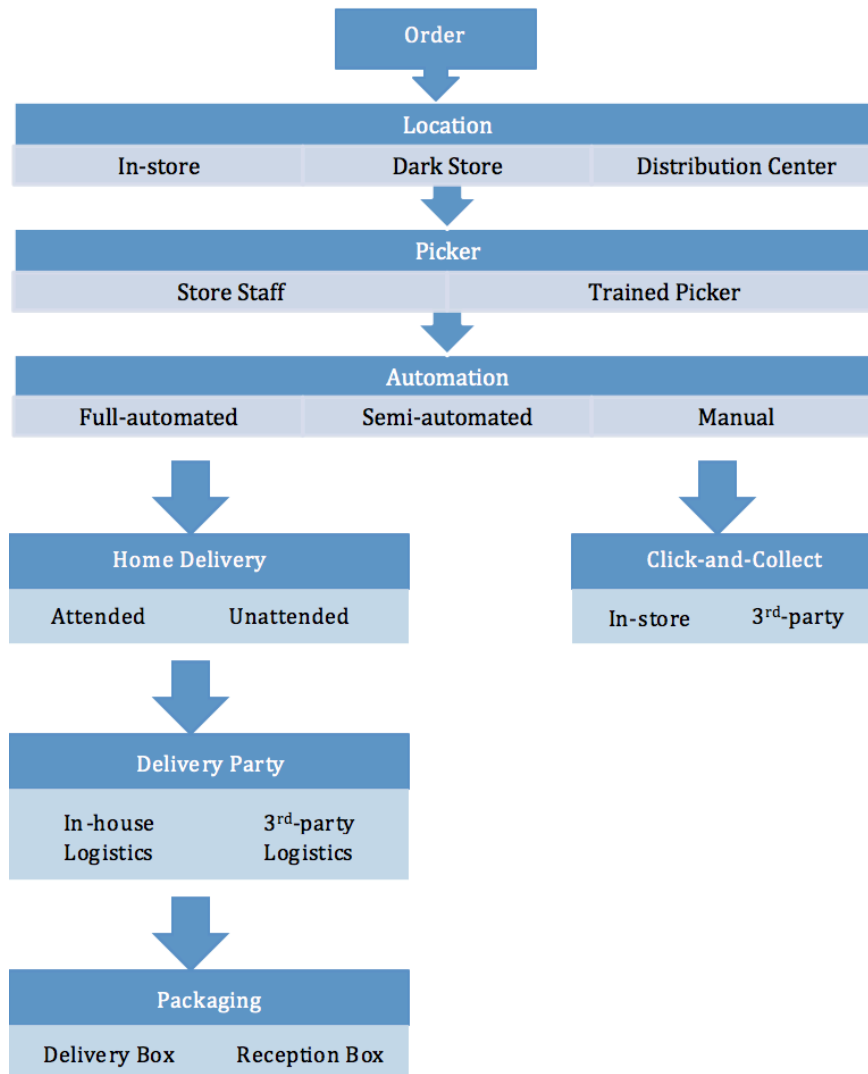 Order
Location
In-store Dark Store Distribution Center
Picker
Store Staff Trained Picker
Automation
Full-automated Semi-automated Manual
Home Delivery Click-and-Collect
Attended Unattended In-store 3rd-party
Delivery Party
In-house 3rd-party
Logistics Logistics
Packaging
Delivery Box Reception Box